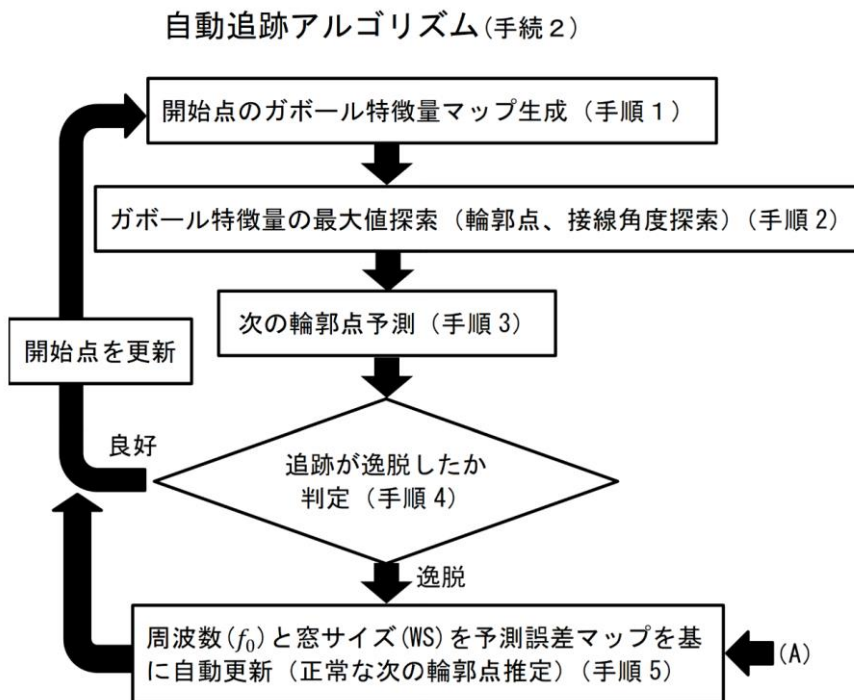 自動追跡アルゴリズム(手続2)
開始点のガボール特徴量マップ生成(手順1)
ガボール特徴量の最大値探索(輪郭点、接線角度探索)(手順2)
次の輪郭点予測(手順3)
開始点を更新
良好
追跡が逸脱したか
判定(手順4)
逸脱
周波数(f₀)と窓サイズ(WS)を予測誤差マップを基
に自動更新(正常な次の輪郭点推定)(手順5)
(A)